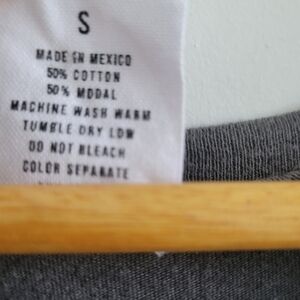 S
MADE IN MEXICO
50% COTTON
50% MODAL
MACHINE WASH WARM
TUMBLE DRY LOW
DO NOT BLEACH
COLOR SEPARATE